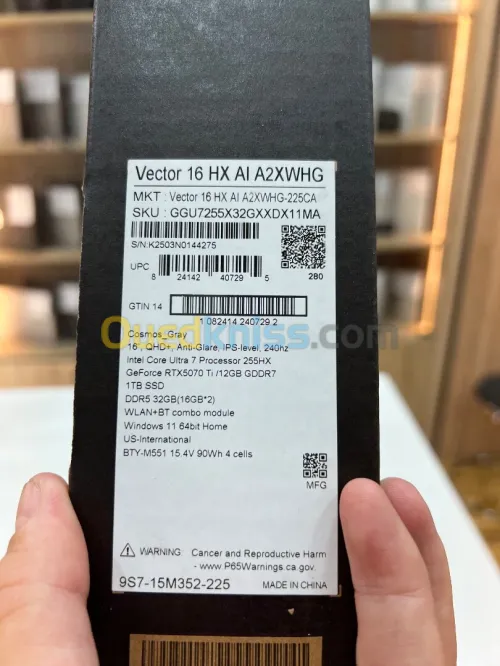 Vector 16 HX AI A2XWHG
MKT : Vector 16 HX AI A2XWHG-225CA
SKU : GGU7255X32GXXDX11MA
S/N:K2503N0144275
UPC
8 24142 40729 5
280
GTIN 14
1 082414 240729 2
Ouedkniss.com
Cosmos_Gray
16", QHD+, Anti-Glare, IPS-level, 240hz
Intel Core Ultra 7 Processor 255HX
GeForce RTX5070 Ti /12GB GDDR7
1TB SSD
DDR5 32GB(16GB*2)
WLAN+BT combo module
Windows 11 64bit Home
US-International
BTY-M551 15.4V 90Wh 4 cells
MFG
WARNING: Cancer and Reproductive Harm
- www.P65Warnings.ca.gov.
9S7-15M352-225 MADE IN CHINA